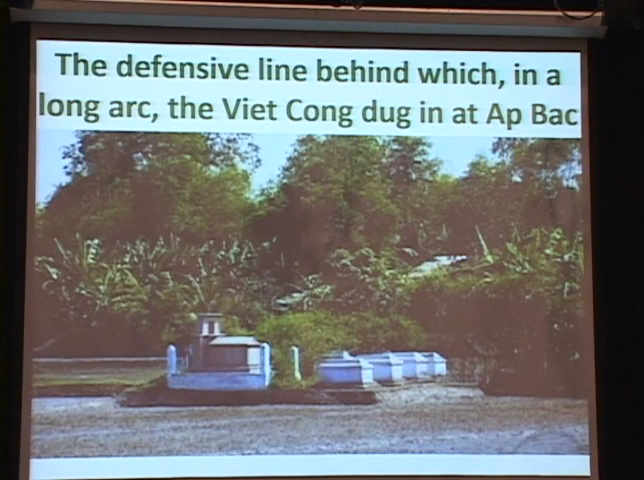 The defensive line behind which, in a
long arc, the Viet Cong dug in at Ap Bac